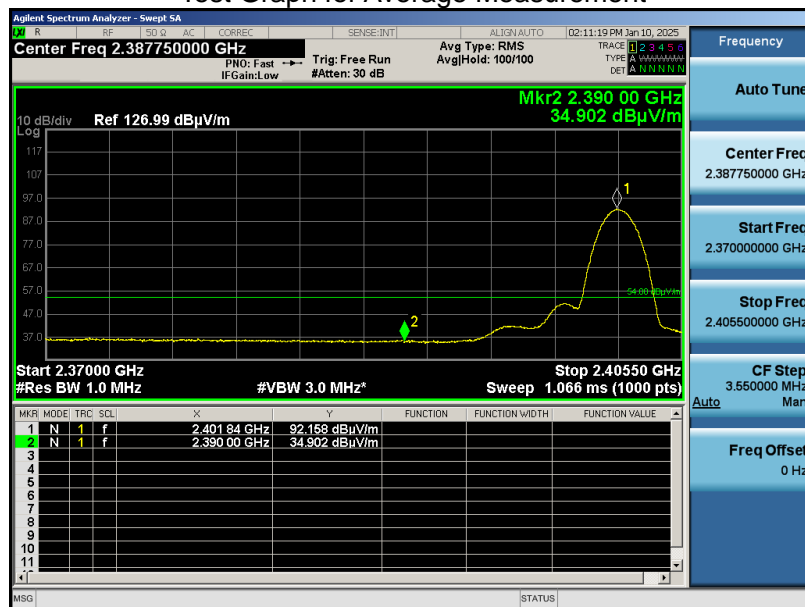 Agilent Spectrum Analyzer - Swept SA
LXI R RF 50 Ω AC CORREC SENSE:INT ALIGN AUTO 02:11:19 PM Jan 10, 2025
Center Freq 2.387750000 GHz
PNO: Fast
IFGain:Low
Trig: Free Run
#Atten: 30 dB
Avg Type: RMS
Avg|Hold: 100/100
TRACE 1 2 3 4 5 6
TYPE A
DET A N N N N N
Mkr2 2.390 00 GHz
34.902 dBµV/m
10 dB/div Ref 126.99 dBµV/m
Log
117
107
97.0
87.0
77.0
67.0
57.0
47.0
37.0
1
2
54.00 dBµV/m
Start 2.37000 GHz Stop 2.40550 GHz
#Res BW 1.0 MHz #VBW 3.0 MHz* Sweep 1.066 ms (1000 pts)
MKR MODE TRC SCL X Y FUNCTION FUNCTION WIDTH FUNCTION VALUE
1 N 1 f 2.401 84 GHz 92.158 dBµV/m
2 N 1 f 2.390 00 GHz 34.902 dBµV/m
3
4
5
6
7
8
9
10
11
MSG STATUS
Frequency
Auto Tune
Center Freq
2.387750000 GHz
Start Freq
2.370000000 GHz
Stop Freq
2.405500000 GHz
CF Step
3.550000 MHz
Auto Man
Freq Offset
0 Hz